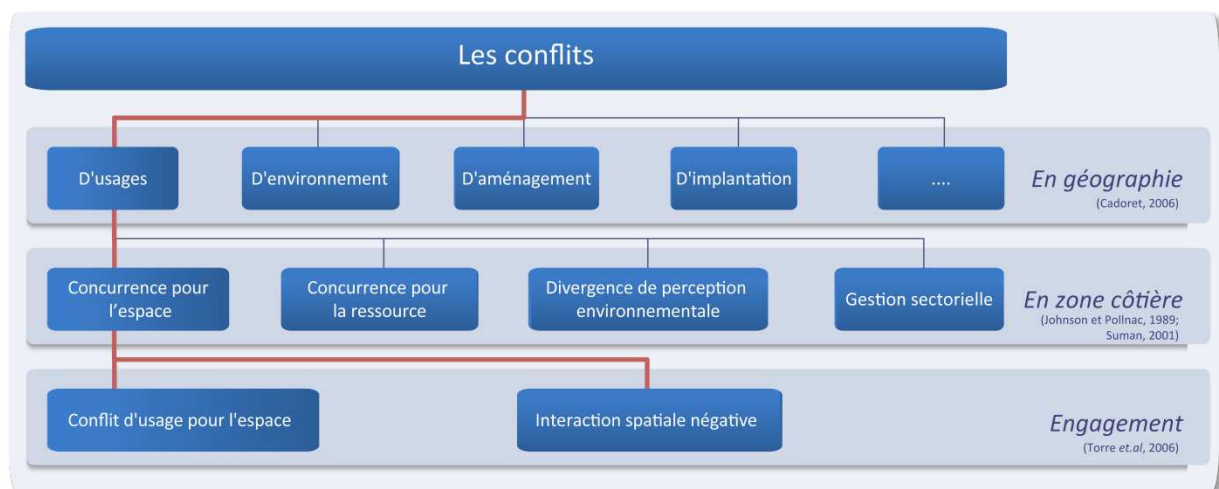 Les conflits
D'usages
D'environnement
D'aménagement
D'implantation
....
En géographie
(Cadoret, 2006)
Concurrence pour
l'espace
Concurrence pour
la ressource
Divergence de perception
environnementale
Gestion sectorielle
En zone côtière
(Johnson et Pollnac, 1989;
Suman, 2001)
Conflit d'usage pour l'espace
Interaction spatiale négative
Engagement
(Torre et.al, 2006)